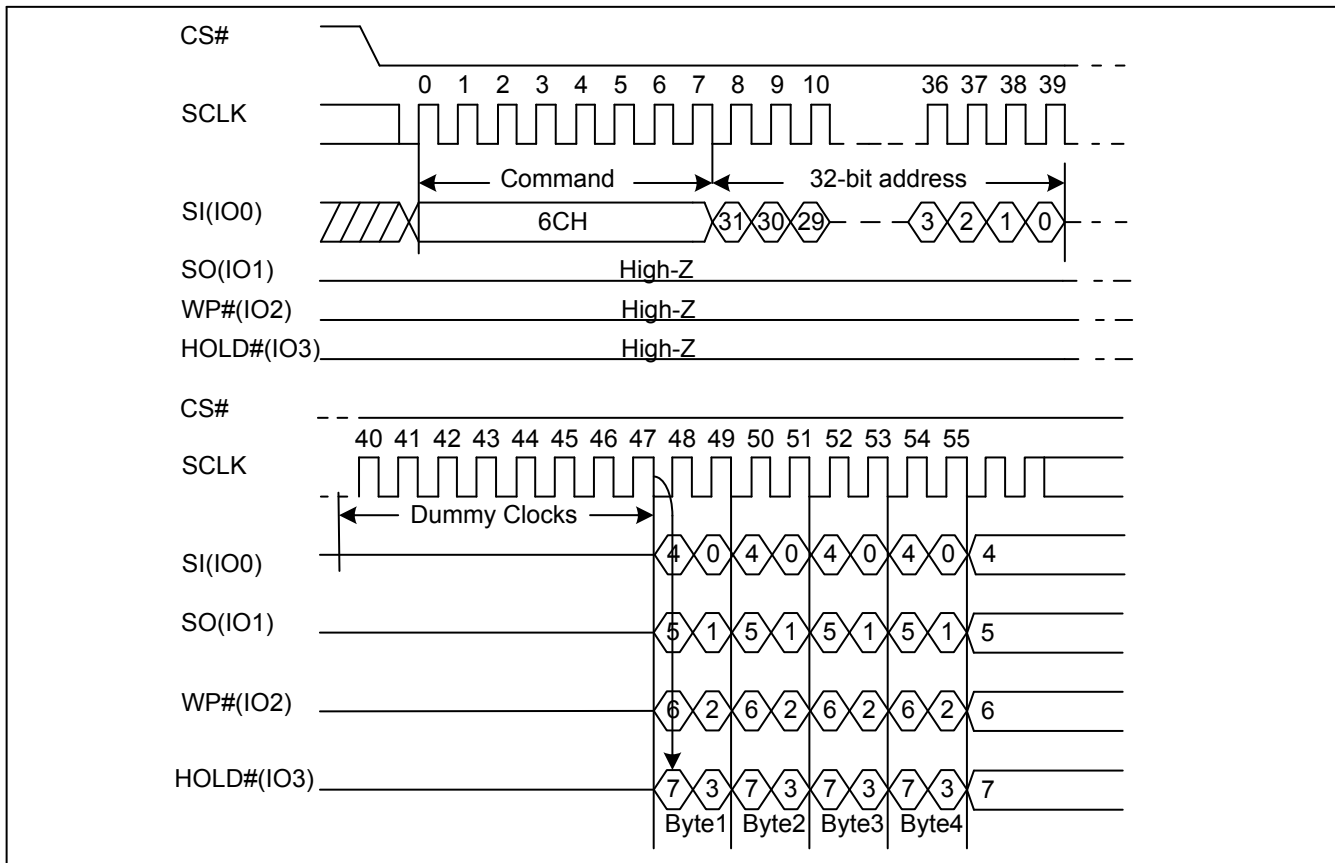 CS#
0 1 2 3 4 5 6 7 8 9 10 36 37 38 39
SCLK
Command 32-bit address
SI(IO0) 6CH 31 30 29 3 2 1 0
SO(IO1) High-Z
WP#(IO2) High-Z
HOLD#(IO3) High-Z
CS#
40 41 42 43 44 45 46 47 48 49 50 51 52 53 54 55
SCLK
Dummy Clocks
SI(IO0) 4 0 4 0 4 0 4 0 4
SO(IO1) 5 1 5 1 5 1 5 1 5
WP#(IO2) 6 2 6 2 6 2 6 2 6
HOLD#(IO3) 7 3 7 3 7 3 7 3 7
Byte1 Byte2 Byte3 Byte4